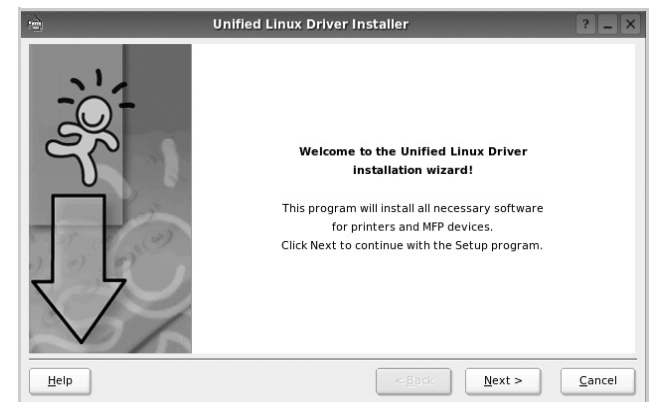 Unified Linux Driver Installer
Welcome to the Unified Linux Driver
installation wizard!
This program will install all necessary software
for printers and MFP devices.
Click Next to continue with the Setup program.
Help
< Back
Next >
Cancel